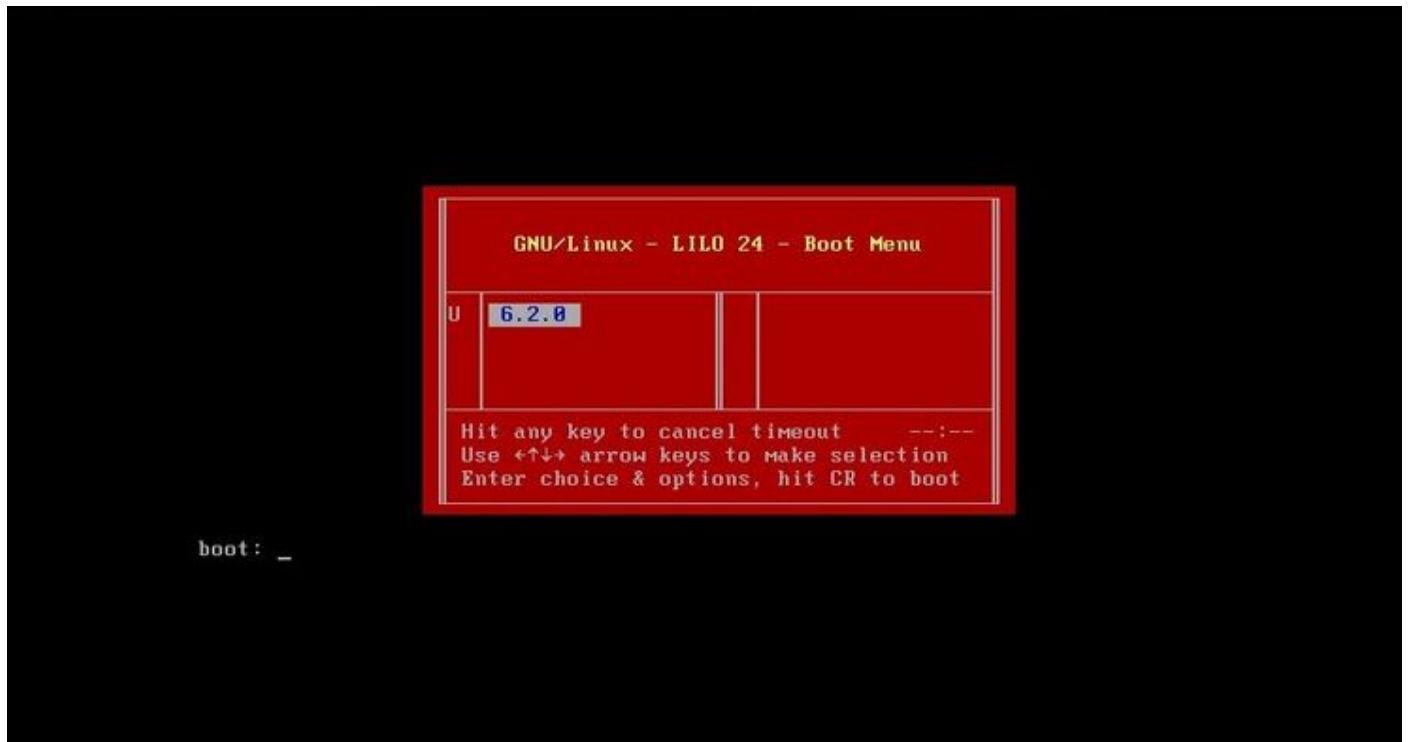 GNU/Linux - LILO 24 - Boot Menu
U 6.2.0
Hit any key to cancel timeout --:--
Use ←↑↓→ arrow keys to make selection
Enter choice & options, hit CR to boot
boot: _